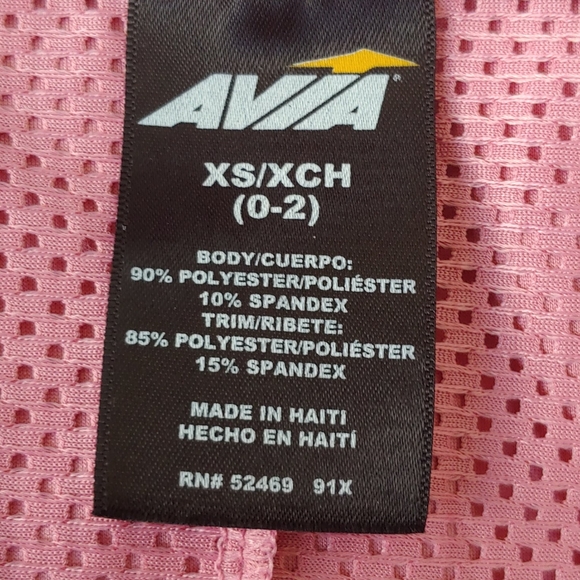 AVIA®
XS/XCH
(0-2)
BODY/CUERPO:
90% POLYESTER/POLIÉSTER
10% SPANDEX
TRIM/RIBETE:
85% POLYESTER/POLIÉSTER
15% SPANDEX
MADE IN HAITI
HECHO EN HAITÍ
RN# 52469 91X